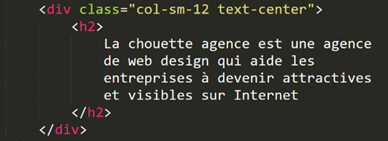 <div class="col-sm-12 text-center">
<h2>
La chouette agence est une agence
de web design qui aide les
entreprises à devenir attractives
et visibles sur Internet
</h2>
</div>